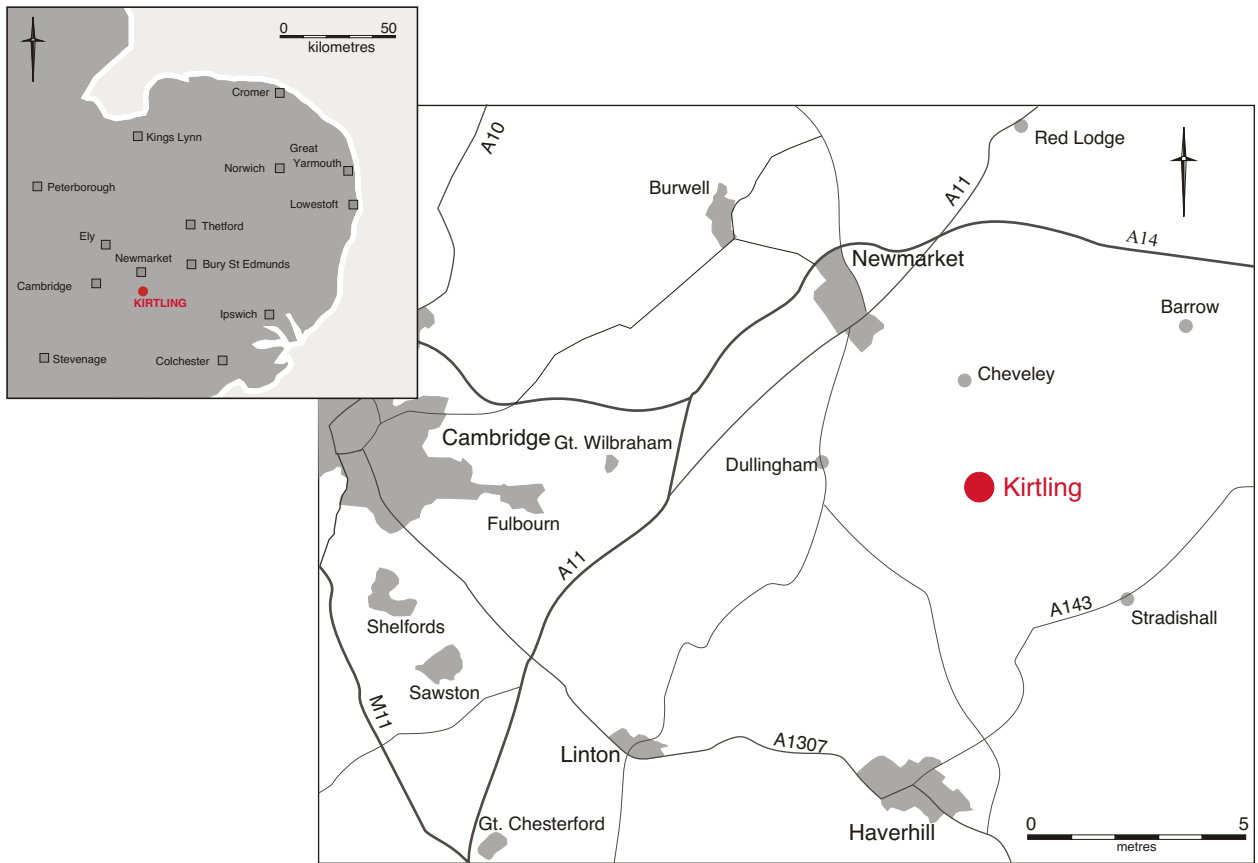 0
50
kilometres
Cromer
Kings Lynn
Great
Yarmouth
Norwich
Peterborough
Lowestoft
Thetford
Ely
Newmarket
Bury St Edmunds
Cambridge
KIRTLING
Ipswich
Stevenage
Colchester
A10
Red Lodge
A11
Burwell
A14
Newmarket
Barrow
Cheveley
Cambridge
Gt. Wilbraham
Dullingham
Kirtling
Fulbourn
A11
A143
Stradishall
Shelfords
Sawston
M11
A1307
Linton
Gt. Chesterford
Haverhill
0
5
metres